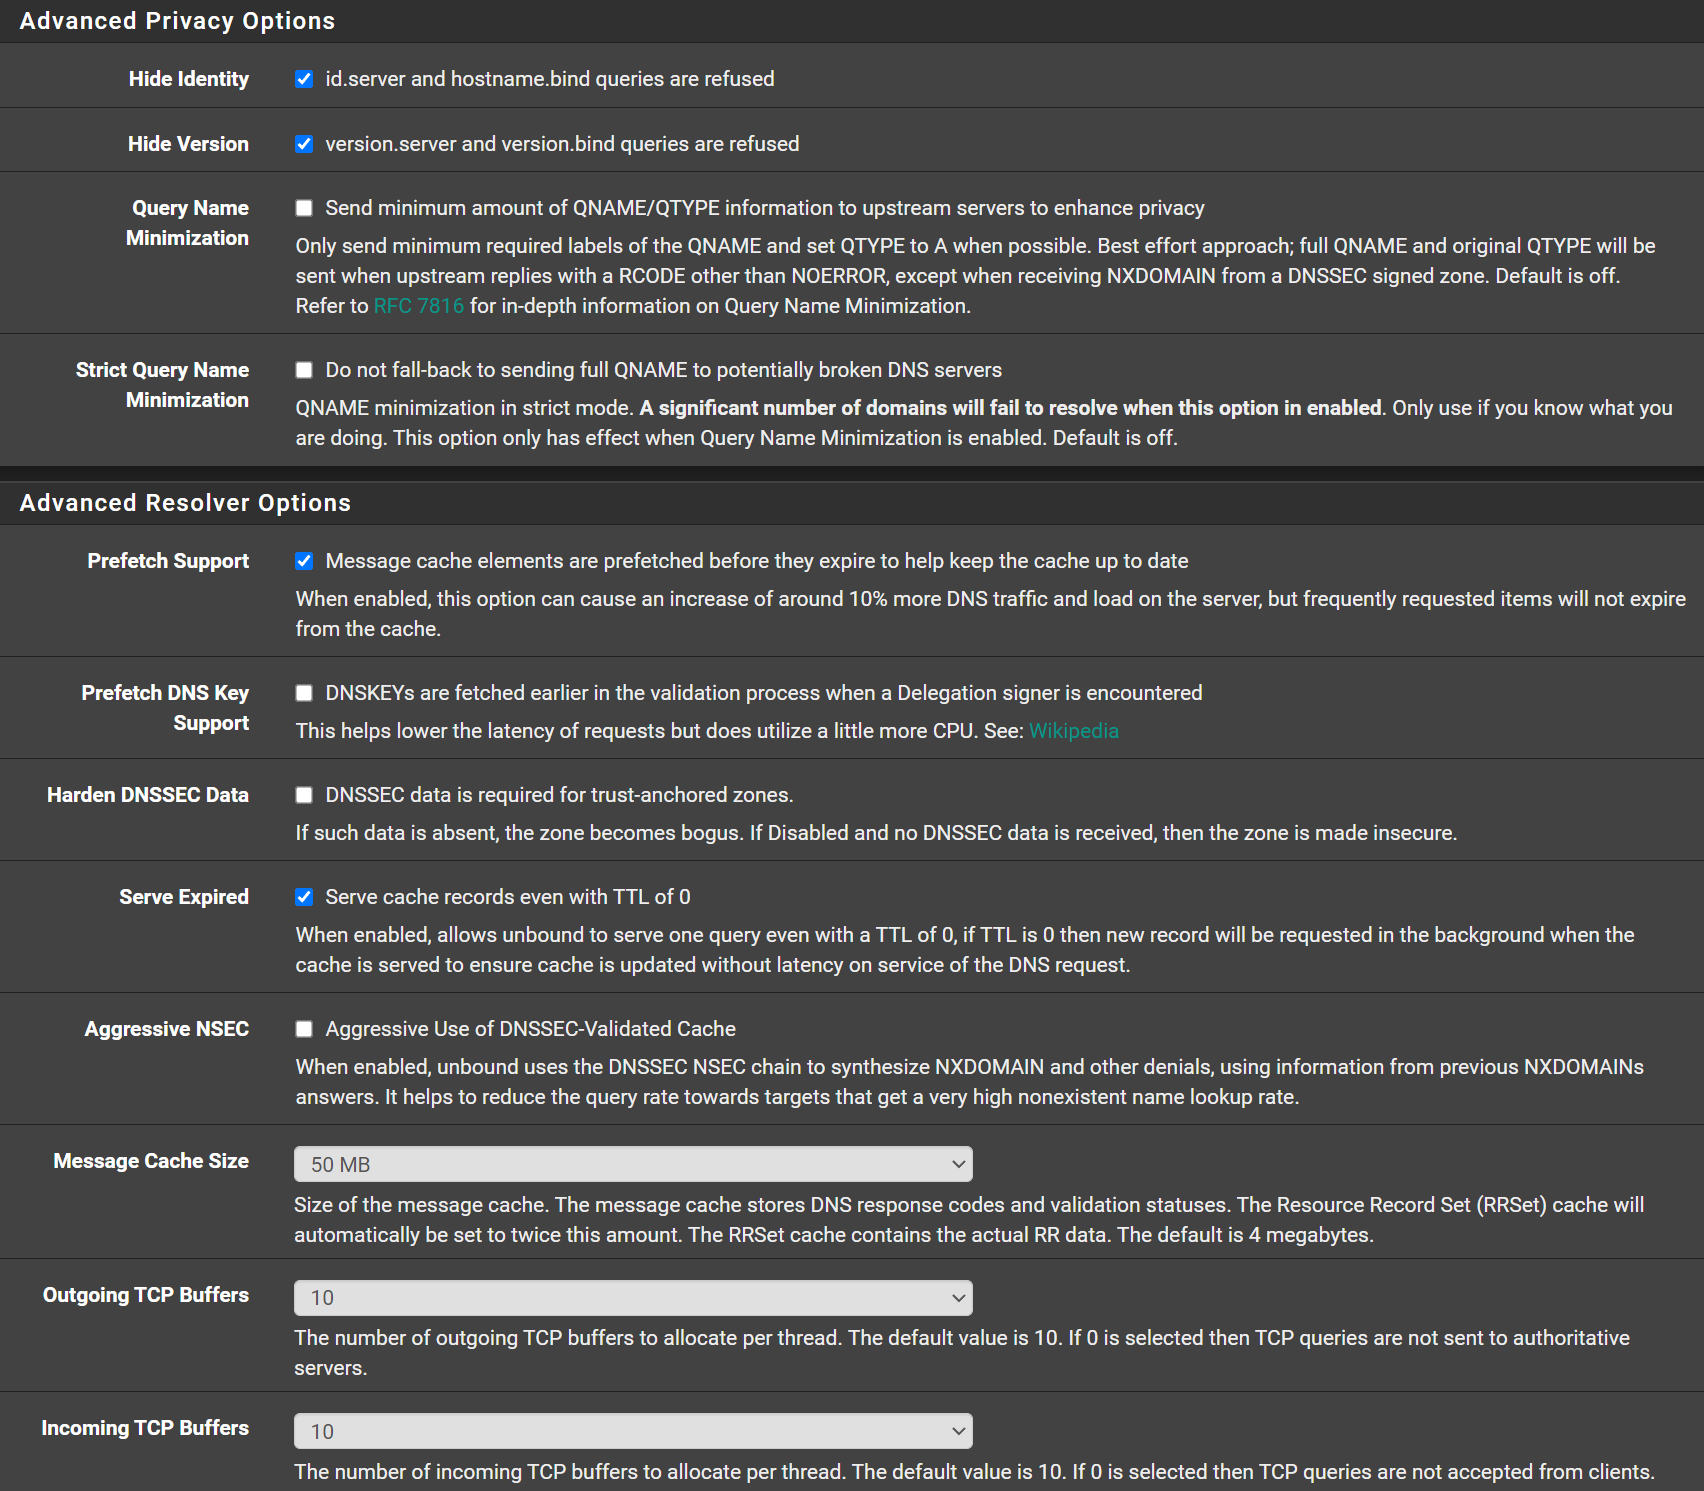 Advanced Privacy Options
Hide Identity
id.server and hostname.bind queries are refused
Hide Version
version.server and version.bind queries are refused
Query Name
Minimization
Send minimum amount of QNAME/QTYPE information to upstream servers to enhance privacy
Only send minimum required labels of the QNAME and set QTYPE to A when possible. Best effort approach; full QNAME and original QTYPE will be
sent when upstream replies with a RCODE other than NOERROR, except when receiving NXDOMAIN from a DNSSEC signed zone. Default is off.
Refer to RFC 7816 for in-depth information on Query Name Minimization.
Strict Query Name
Minimization
Do not fall-back to sending full QNAME to potentially broken DNS servers
QNAME minimization in strict mode. A significant number of domains will fail to resolve when this option in enabled. Only use if you know what you
are doing. This option only has effect when Query Name Minimization is enabled. Default is off.
Advanced Resolver Options
Prefetch Support
Message cache elements are prefetched before they expire to help keep the cache up to date
When enabled, this option can cause an increase of around 10% more DNS traffic and load on the server, but frequently requested items will not expire
from the cache.
Prefetch DNS Key
Support
DNSKEYs are fetched earlier in the validation process when a Delegation signer is encountered
This helps lower the latency of requests but does utilize a little more CPU. See: Wikipedia
Harden DNSSEC Data
DNSSEC data is required for trust-anchored zones.
If such data is absent, the zone becomes bogus. If Disabled and no DNSSEC data is received, then the zone is made insecure.
Serve Expired
Serve cache records even with TTL of 0
When enabled, allows unbound to serve one query even with a TTL of 0, if TTL is 0 then new record will be requested in the background when the
cache is served to ensure cache is updated without latency on service of the DNS request.
Aggressive NSEC
Aggressive Use of DNSSEC-Validated Cache
When enabled, unbound uses the DNSSEC NSEC chain to synthesize NXDOMAIN and other denials, using information from previous NXDOMAINs
answers. It helps to reduce the query rate towards targets that get a very high nonexistent name lookup rate.
Message Cache Size
50 MB
Size of the message cache. The message cache stores DNS response codes and validation statuses. The Resource Record Set (RRSet) cache will
automatically be set to twice this amount. The RRSet cache contains the actual RR data. The default is 4 megabytes.
Outgoing TCP Buffers
10
The number of outgoing TCP buffers to allocate per thread. The default value is 10. If 0 is selected then TCP queries are not sent to authoritative
servers.
Incoming TCP Buffers
10
The number of incoming TCP buffers to allocate per thread. The default value is 10. If 0 is selected then TCP queries are not accepted from clients.